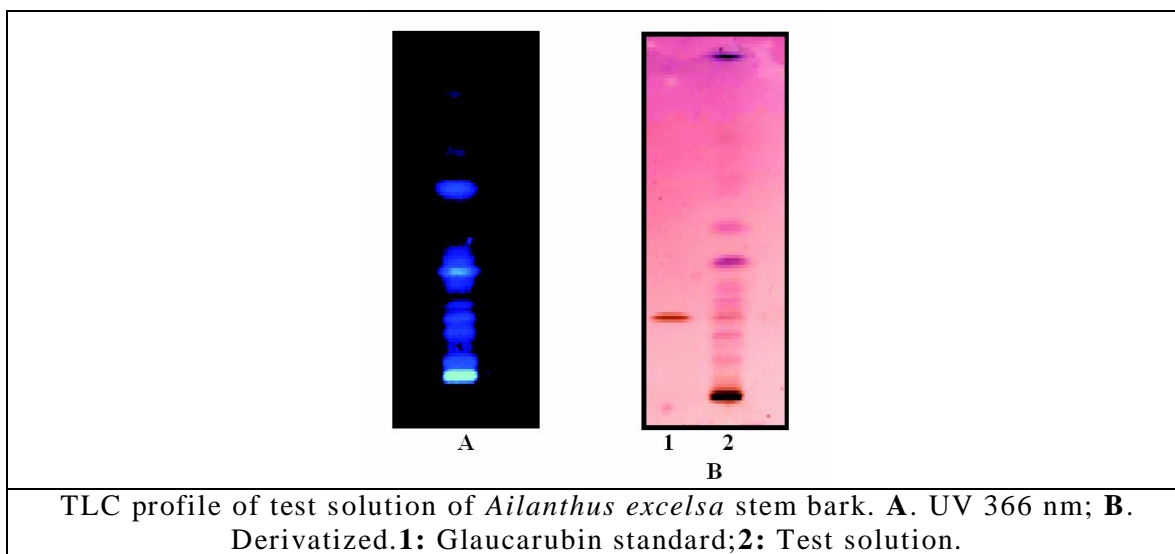 A
1 2
B
TLC profile of test solution of Ailanthus excelsa stem bark. A. UV 366 nm; B.
Derivatized.1: Glaucarubin standard;2: Test solution.